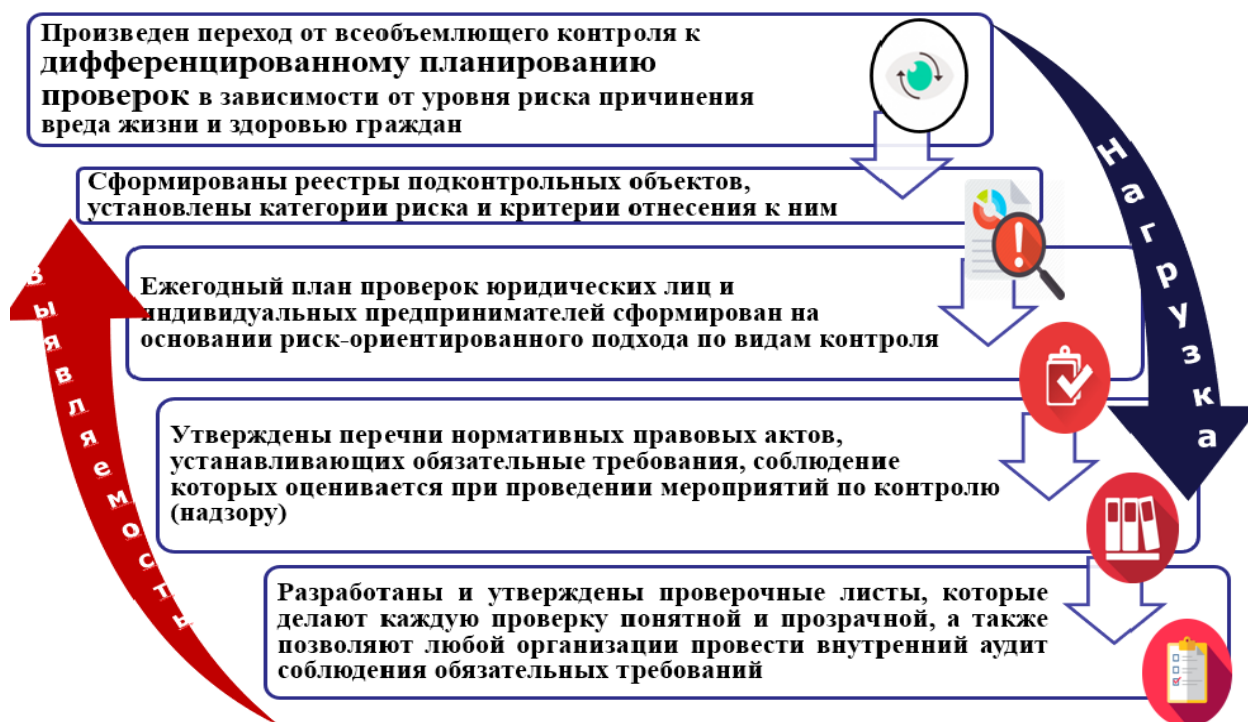 Произведен переход от всеобъемлющего контроля к
дифференцированному планированию
проверок в зависимости от уровня риска причинения
вреда жизни и здоровью граждан
Сформированы реестры подконтрольных объектов,
установлены категории риска и критерии отнесения к ним
Ежегодный план проверок юридических лиц и
индивидуальных предпринимателей сформирован на
основании риск-ориентированного подхода по видам контроля
Утверждены перечни нормативных правовых актов,
устанавливающих обязательные требования, соблюдение
которых оценивается при проведении мероприятий по контролю
(надзору)
Разработаны и утверждены проверочные листы, которые
делают каждую проверку понятной и прозрачной, а также
позволяют любой организации провести внутренний аудит
соблюдения обязательных требований
Выявляемость
Нагрузка